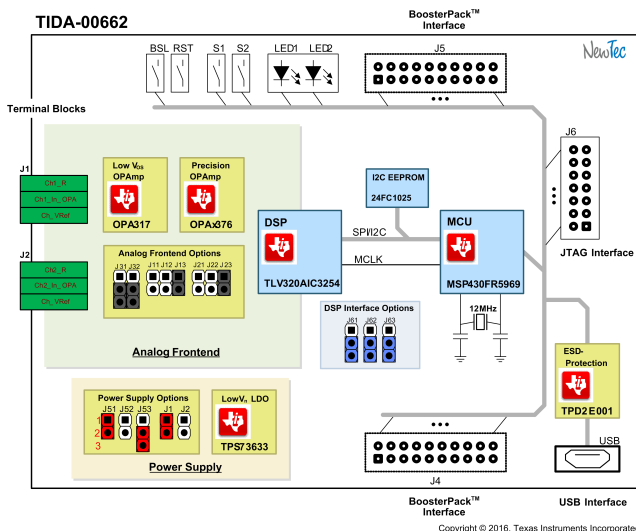 TIDA-00662
BoosterPack™
Interface
NewTec
BSL RST S1 S2 LED1 LED2
J5
Terminal Blocks
J6
J1
Ch1_R
Ch1_In_OPA
Ch_VRef
Low VOS
OPAmp
OPA317
Precision
OPAmp
OPAx376
I2C EEPROM
24FC1025
DSP
TLV320AIC3254
SPI/I2C
MCLK
MCU
MSP430FR5969
JTAG Interface
J2
Ch2_R
Ch2_In_OPA
Ch_VRef
Analog Frontend Options
J31 J32 J11 J12 J13 J21 J22 J23
Analog Frontend
DSP Interface Options
J61 J62 J63
12MHz
ESD-
Protection
TPD2E001
Power Supply Options
J51 J52 J53 J1 J2
1
2
3
LowVn LDO
TPS73633
Power Supply
USB
J4
BoosterPack™
Interface
USB Interface
Copyright © 2016, Texas Instruments Incorporated